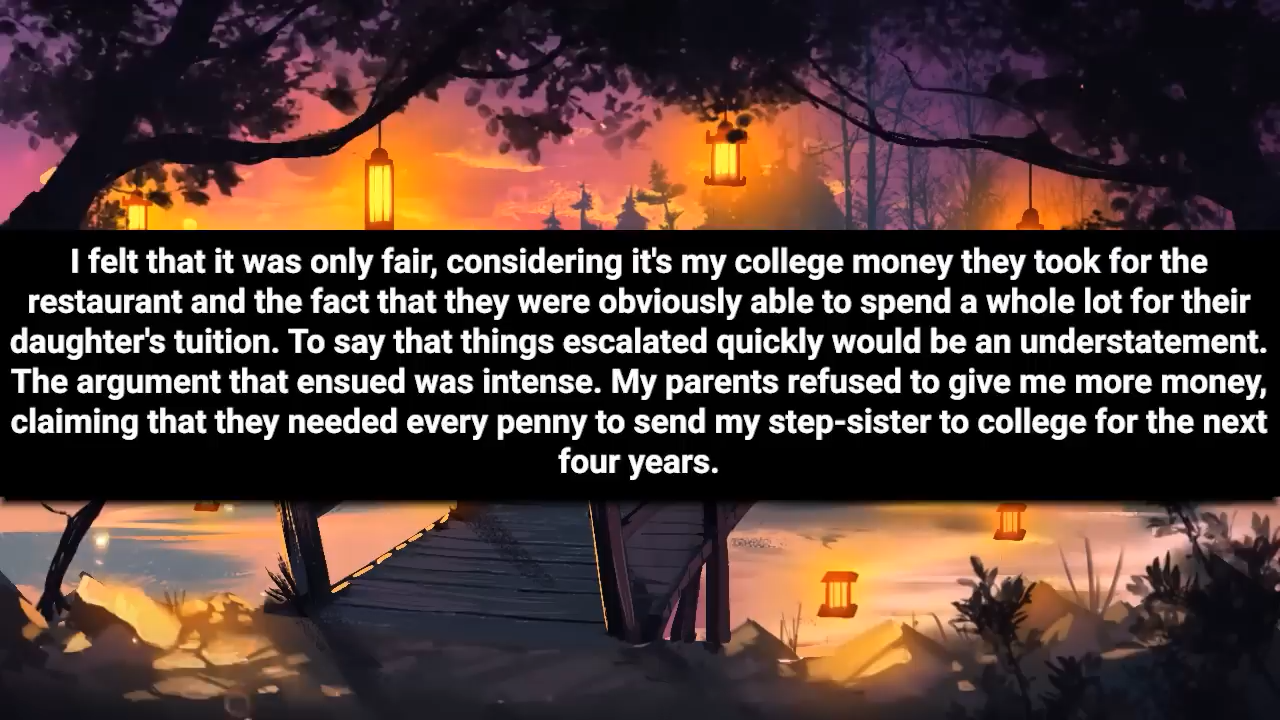 I felt that it was only fair, considering it's my college money they took for the
restaurant and the fact that they were obviously able to spend a whole lot for their
daughter's tuition. To say that things escalated quickly would be an understatement.
The argument that ensued was intense. My parents refused to give me more money,
claiming that they needed every penny to send my step-sister to college for the next
four years.